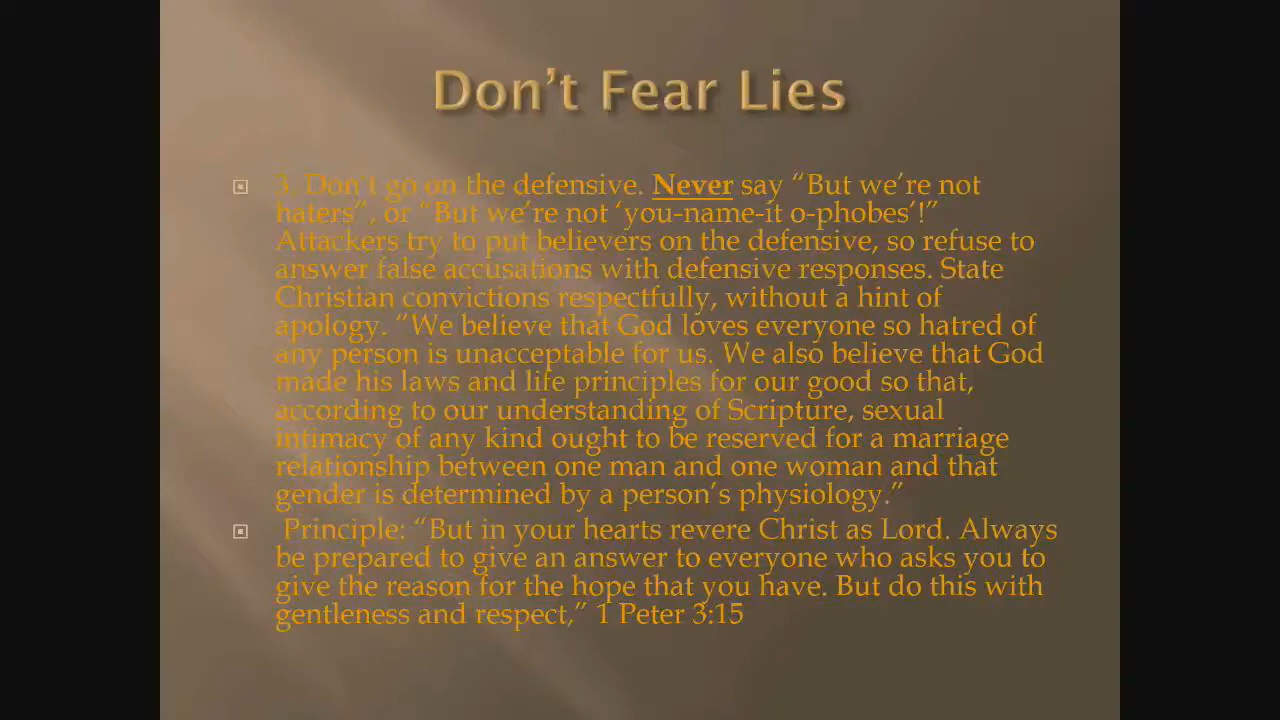 Don’t Fear Lies
3. Don’t go on the defensive. Never say “But we’re not
haters”, or “But we’re not ‘you-name-it o-phobes’!”
Attackers try to put believers on the defensive, so refuse to
answer false accusations with defensive responses. State
Christian convictions respectfully, without a hint of
apology. “We believe that God loves everyone so hatred of
any person is unacceptable for us. We also believe that God
made his laws and life principles for our good so that,
according to our understanding of Scripture, sexual
intimacy of any kind ought to be reserved for a marriage
relationship between one man and one woman and that
gender is determined by a person’s physiology.”
Principle: “But in your hearts revere Christ as Lord. Always
be prepared to give an answer to everyone who asks you to
give the reason for the hope that you have. But do this with
gentleness and respect,” 1 Peter 3:15